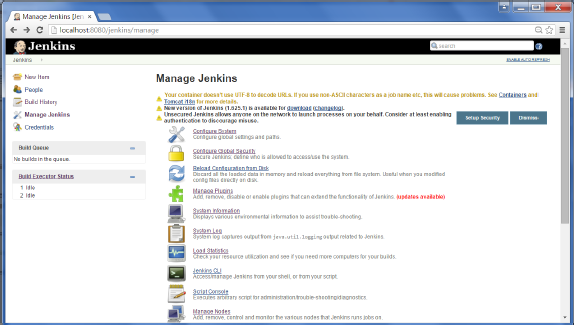 Manage Jenkins [Jen
localhost:8080/jenkins/manage
Jenkins
search
Jenkins
ENABLE AUTO REFRESH
New Item
People
Build History
Manage Jenkins
Credentials
Build Queue
No builds in the queue.
Build Executor Status
1 Idle
2 Idle
Manage Jenkins
Your container doesn't use UTF-8 to decode URLs. If you use non-ASCII characters as a job name etc, this will cause problems. See Containers and
Tomcat i18n for more details.
New version of Jenkins (1.625.1) is available for download (changelog).
Unsecured Jenkins allows anyone on the network to launch processes on your behalf. Consider at least enabling
authentication to discourage misuse.
Setup Security
Dismiss
Configure System
Configure global settings and paths.
Configure Global Security
Secure Jenkins; define who is allowed to access/use the system.
Reload Configuration from Disk
Discard all the loaded data in memory and reload everything from file system. Useful when you modified
config files directly on disk.
Manage Plugins
Add, remove, disable or enable plugins that can extend the functionality of Jenkins. (updates available)
System Information
Displays various environmental information to assist trouble-shooting.
System Log
System log captures output from java.util.logging output related to Jenkins.
Load Statistics
Check your resource utilization and see if you need more computers for your builds.
Jenkins CLI
Access/manage Jenkins from your shell, or from your script.
Script Console
Executes arbitrary script for administration/trouble-shooting/diagnostics.
Manage Nodes
Add, remove, control and monitor the various nodes that Jenkins runs jobs on.